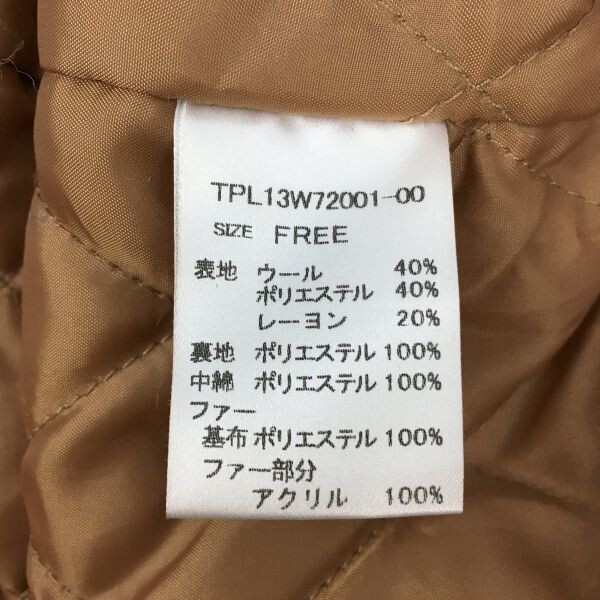 TPL13W72001-00
SIZE FREE
表地 ウール 40%
ポリエステル 40%
レーヨン 20%
裏地 ポリエステル 100%
中綿 ポリエステル 100%
ファー
基布 ポリエステル 100%
ファー部分
アクリル 100%